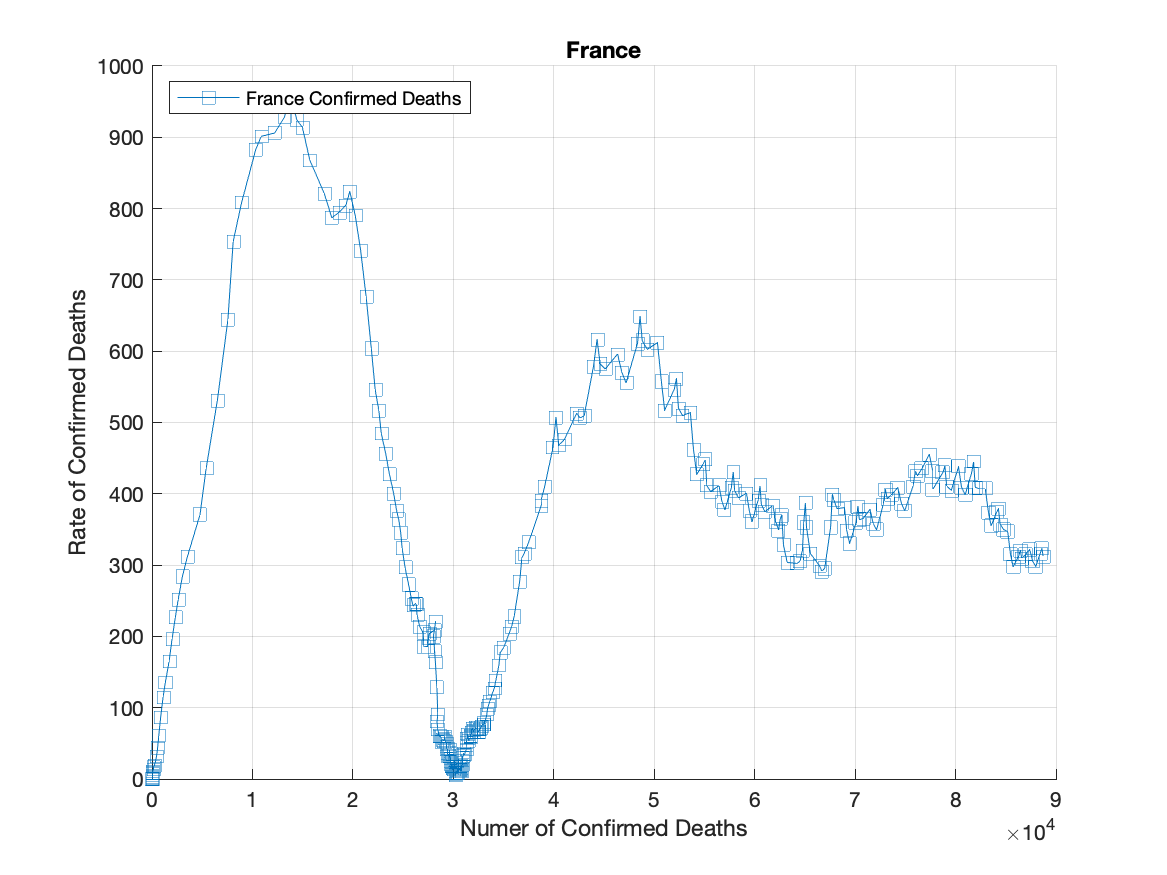 France
1000
900
800
700
600
500
400
300
200
100
0
France Confirmed Deaths
Rate of Confirmed Deaths
0 1 2 3 4 5 6 7 8 9
×10⁴
Numer of Confirmed Deaths